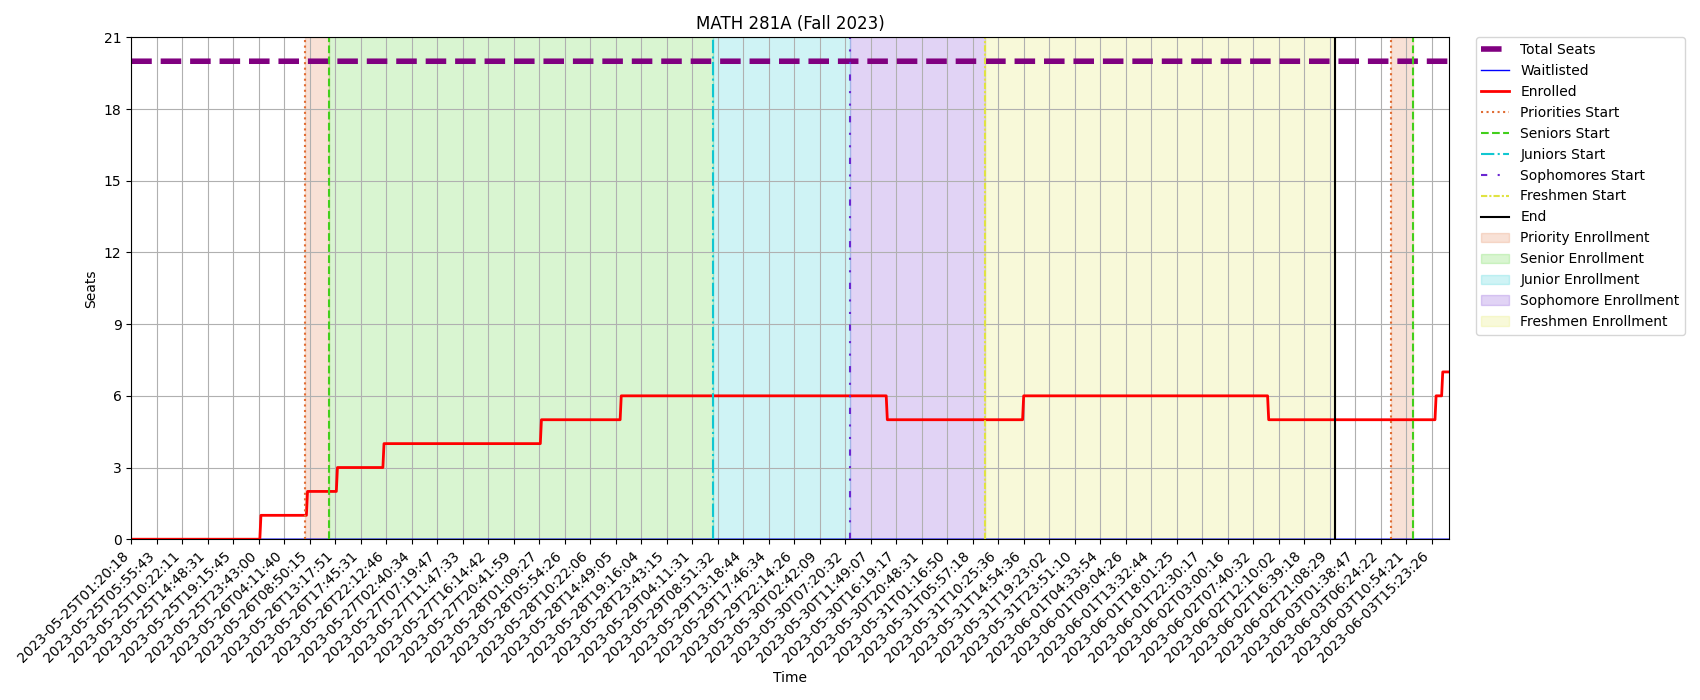 MATH 281A (Fall 2023)
Seats
21
18
15
12
9
6
3
0
2023-05-25T01:20:18
2023-05-25T05:55:43
2023-05-25T10:22:11
2023-05-25T14:48:31
2023-05-25T19:15:45
2023-05-25T23:43:00
2023-05-26T04:11:40
2023-05-26T08:50:15
2023-05-26T13:17:51
2023-05-26T17:45:31
2023-05-26T22:12:46
2023-05-27T02:40:34
2023-05-27T07:19:47
2023-05-27T11:47:33
2023-05-27T16:14:42
2023-05-27T20:41:59
2023-05-28T01:09:27
2023-05-28T05:54:26
2023-05-28T10:22:06
2023-05-28T14:49:05
2023-05-28T19:16:04
2023-05-28T23:43:15
2023-05-29T04:11:31
2023-05-29T08:51:32
2023-05-29T13:18:44
2023-05-29T17:46:34
2023-05-29T22:14:26
2023-05-30T02:42:09
2023-05-30T07:20:32
2023-05-30T11:49:07
2023-05-30T16:19:17
2023-05-30T20:48:31
2023-05-31T01:16:50
2023-05-31T05:57:18
2023-05-31T10:25:36
2023-05-31T14:54:36
2023-05-31T19:23:02
2023-05-31T23:51:10
2023-06-01T04:33:54
2023-06-01T09:04:26
2023-06-01T13:32:44
2023-06-01T18:01:25
2023-06-01T22:30:17
2023-06-02T03:00:16
2023-06-02T07:40:32
2023-06-02T12:10:02
2023-06-02T16:39:18
2023-06-02T21:08:29
2023-06-03T01:38:47
2023-06-03T06:24:22
2023-06-03T10:54:21
2023-06-03T15:23:26
Time
Total Seats
Waitlisted
Enrolled
Priorities Start
Seniors Start
Juniors Start
Sophomores Start
Freshmen Start
End
Priority Enrollment
Senior Enrollment
Junior Enrollment
Sophomore Enrollment
Freshmen Enrollment